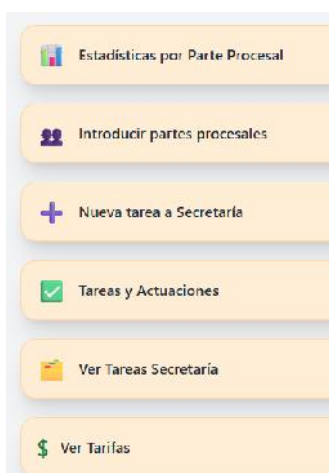 Estadísticas por Parte Procesal
Introducir partes procesales
Nueva tarea a Secretaría
Tareas y Actuaciones
Ver Tareas Secretaría
$ Ver Tarifas